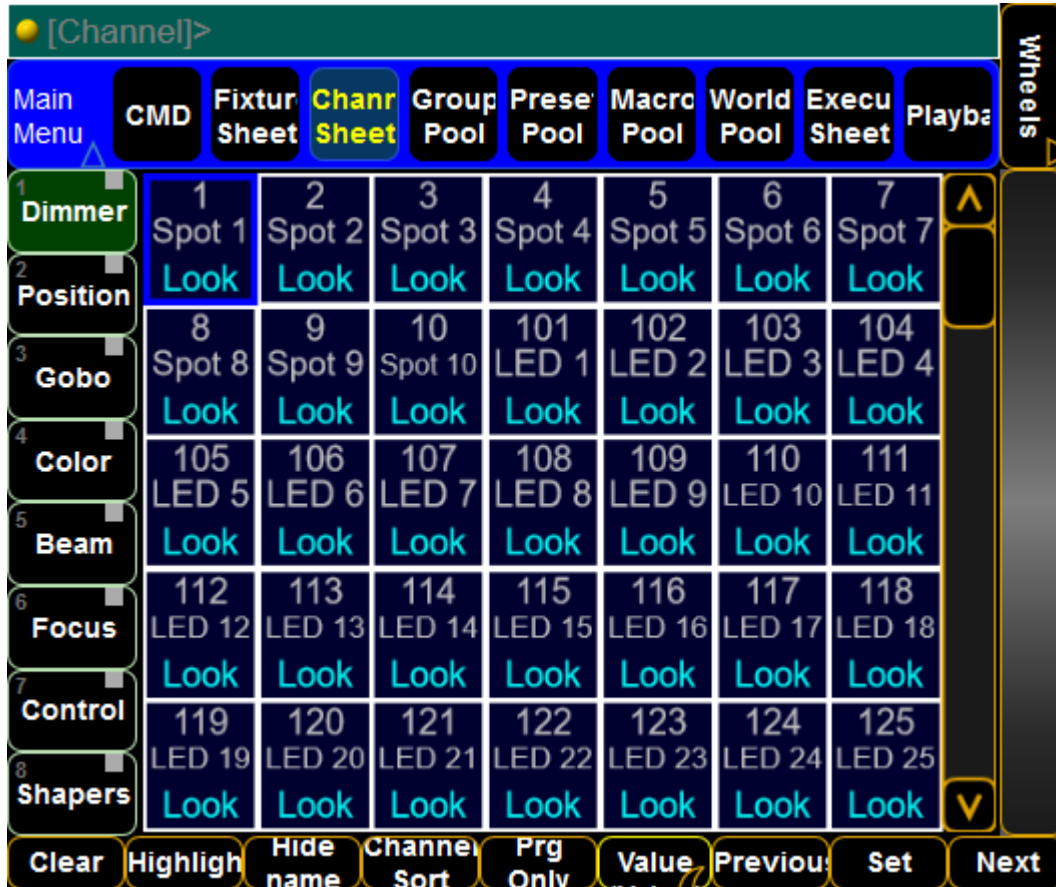 [Channel]>
Wheels
Main
Menu
CMD
Fixtur
Sheet
Chanr
Sheet
Group
Pool
Prese
Pool
Macro
Pool
World
Pool
Execu
Sheet
Playba
1
Dimmer
2
Position
3
Gobo
4
Color
5
Beam
6
Focus
7
Control
8
Shapers
1 2 3 4 5 6 7
Spot 1 Spot 2 Spot 3 Spot 4 Spot 5 Spot 6 Spot 7
Look Look Look Look Look Look Look
8 9 10 101 102 103 104
Spot 8 Spot 9 Spot 10 LED 1 LED 2 LED 3 LED 4
Look Look Look Look Look Look Look
105 106 107 108 109 110 111
LED 5 LED 6 LED 7 LED 8 LED 9 LED 10 LED 11
Look Look Look Look Look Look Look
112 113 114 115 116 117 118
LED 12 LED 13 LED 14 LED 15 LED 16 LED 17 LED 18
Look Look Look Look Look Look Look
119 120 121 122 123 124 125
LED 19 LED 20 LED 21 LED 22 LED 23 LED 24 LED 25
Look Look Look Look Look Look Look
Clear
Highligh
Hide
name
Channel
Sort
Prg
Only
Value
Previous
Set
Next